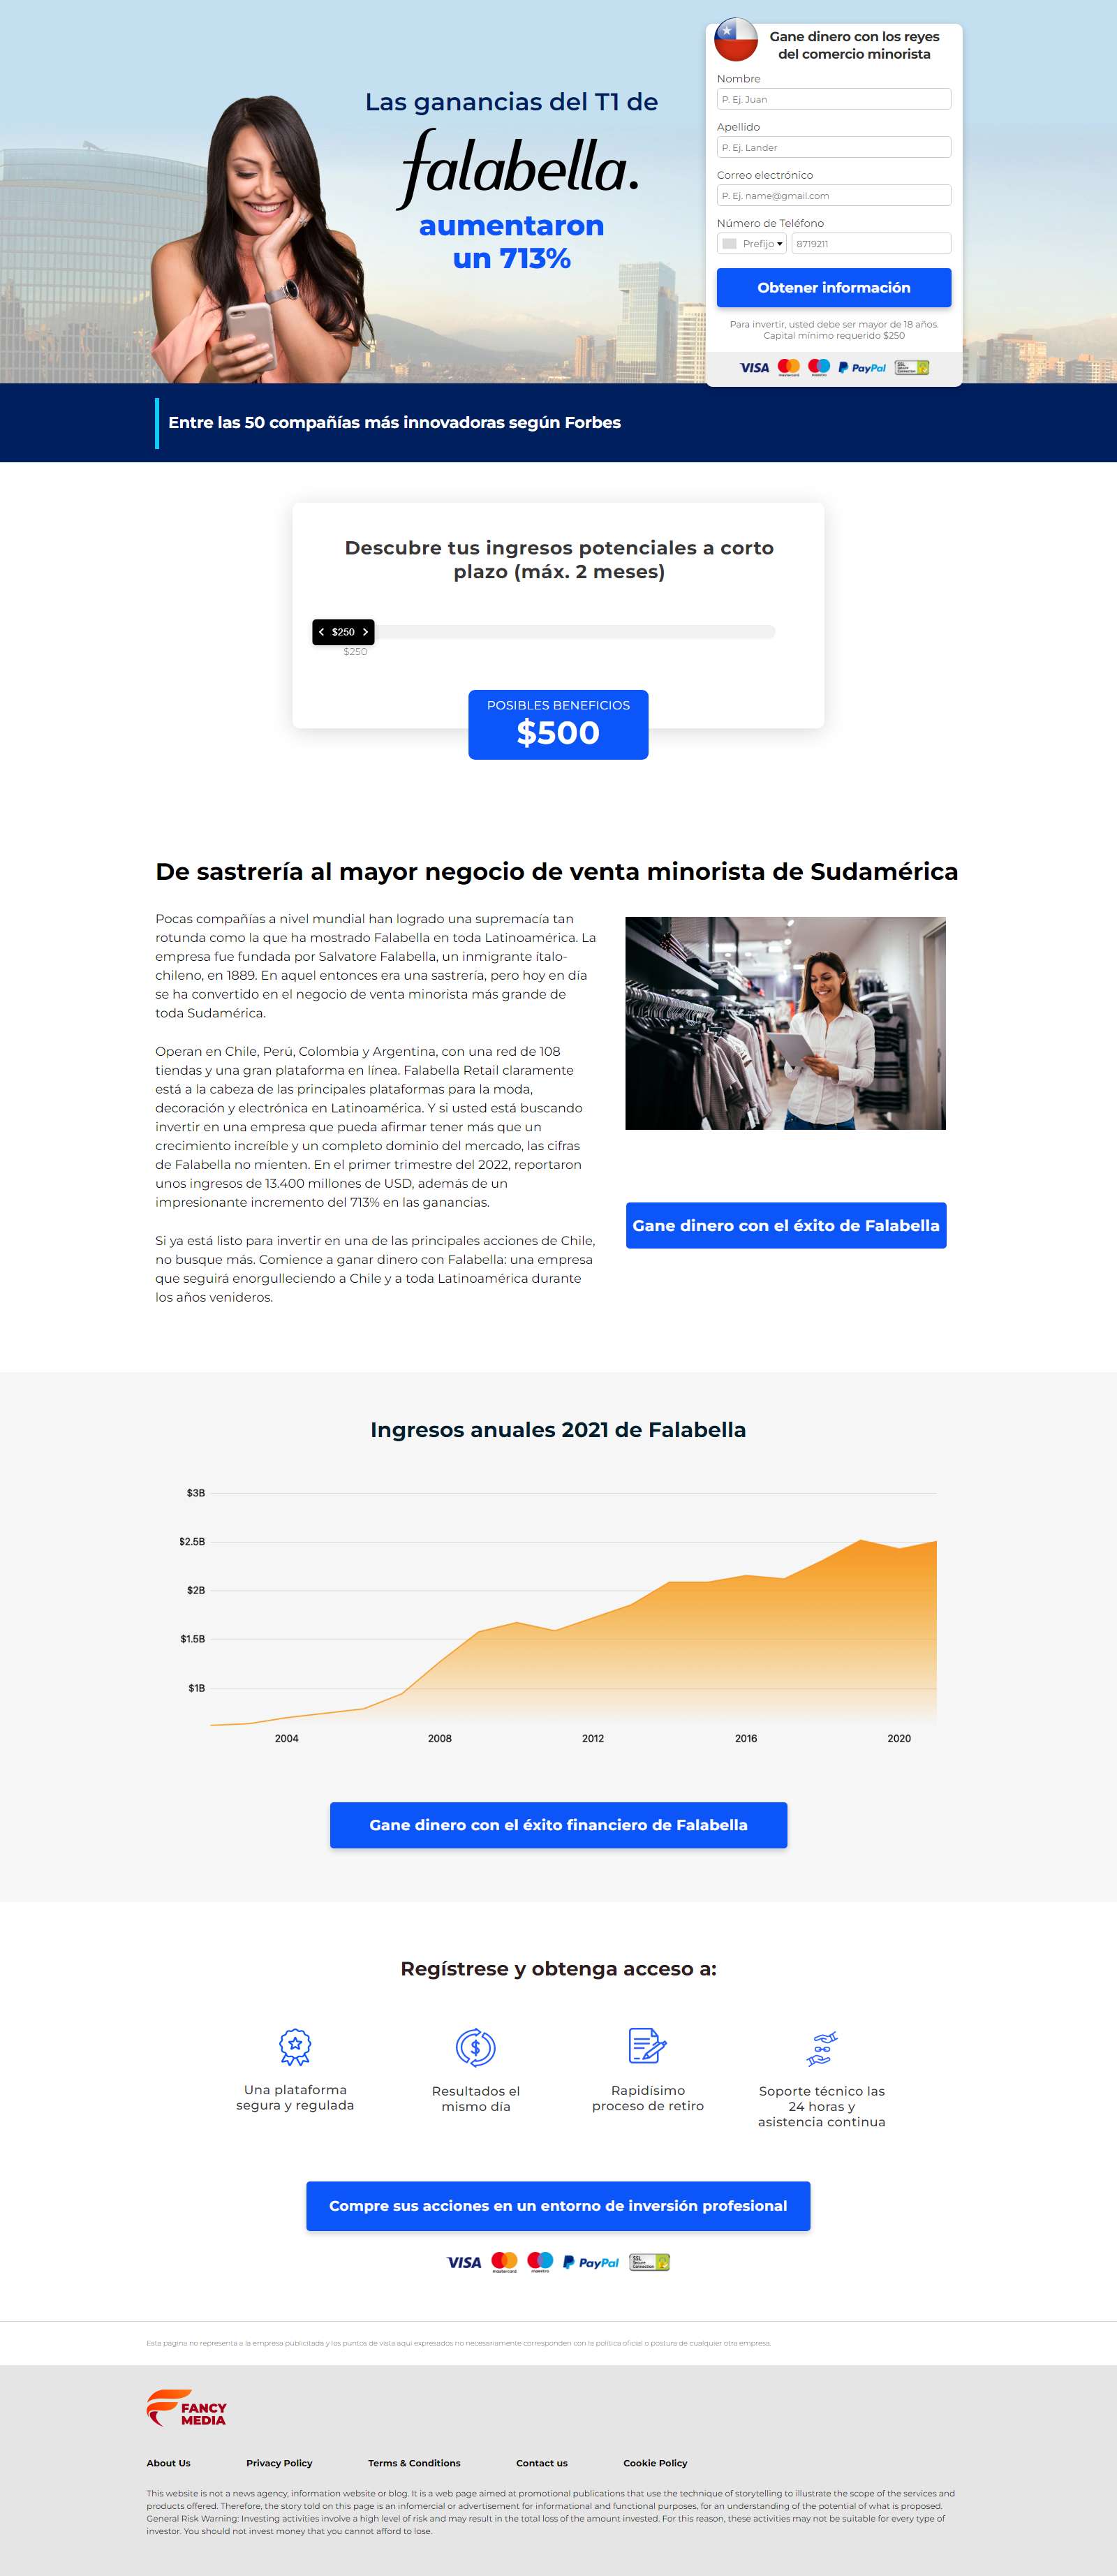 Las ganancias del T1 de
falabella.
aumentaron
un 713%
Gane dinero con los reyes
del comercio minorista
Nombre
P. Ej. Juan
Apellido
P. Ej. Lander
Correo electrónico
P. Ej. name@gmail.com
Número de Teléfono
Prefijo 8719211
Obtener información
Para invertir, usted debe ser mayor de 18 años.
Capital mínimo requerido $250
VISA mastercard maestro PayPal SSL Secure Connection
Entre las 50 compañías más innovadoras según Forbes
Descubre tus ingresos potenciales a corto
plazo (máx. 2 meses)
$250
$250
POSIBLES BENEFICIOS
$500
De sastrería al mayor negocio de venta minorista de Sudamérica
Pocas compañías a nivel mundial han logrado una supremacía tan
rotunda como la que ha mostrado Falabella en toda Latinoamérica. La
empresa fue fundada por Salvatore Falabella, un inmigrante ítalo-
chileno, en 1889. En aquel entonces era una sastrería, pero hoy en día
se ha convertido en el negocio de venta minorista más grande de
toda Sudamérica.
Operan en Chile, Perú, Colombia y Argentina, con una red de 108
tiendas y una gran plataforma en línea. Falabella Retail claramente
está a la cabeza de las principales plataformas para la moda,
decoración y electrónica en Latinoamérica. Y si usted está buscando
invertir en una empresa que pueda afirmar tener más que un
crecimiento increíble y un completo dominio del mercado, las cifras
de Falabella no mienten. En el primer trimestre del 2022, reportaron
unos ingresos de 13.400 millones de USD, además de un
impresionante incremento del 713% en las ganancias.
Si ya está listo para invertir en una de las principales acciones de Chile,
no busque más. Comience a ganar dinero con Falabella: una empresa
que seguirá enorgulleciendo a Chile y a toda Latinoamérica durante
los años venideros.
Gane dinero con el éxito de Falabella
Ingresos anuales 2021 de Falabella
$3B
$2.5B
$2B
$1.5B
$1B
2004 2008 2012 2016 2020
Gane dinero con el éxito financiero de Falabella
Regístrese y obtenga acceso a:
Una plataforma
segura y regulada
Resultados el
mismo día
Rapidísimo
proceso de retiro
Soporte técnico las
24 horas y
asistencia continua
Compre sus acciones en un entorno de inversión profesional
VISA mastercard maestro PayPal SSL Secure Connection
Esta página no representa a la empresa publicitada y los puntos de vista aquí expresados no necesariamente corresponden con la política oficial o postura de cualquier otra empresa.
FANCY
MEDIA
About Us Privacy Policy Terms & Conditions Contact us Cookie Policy
This website is not a news agency, information website or blog. It is a web page aimed at promotional publications that use the technique of storytelling to illustrate the scope of the services and
products offered. Therefore, the story told on this page is an infomercial or advertisement for informational and functional purposes, for an understanding of the potential of what is proposed.
General Risk Warning: Investing activities involve a high level of risk and may result in the total loss of the amount invested. For this reason, these activities may not be suitable for every type of
investor. You should not invest money that you cannot afford to lose.